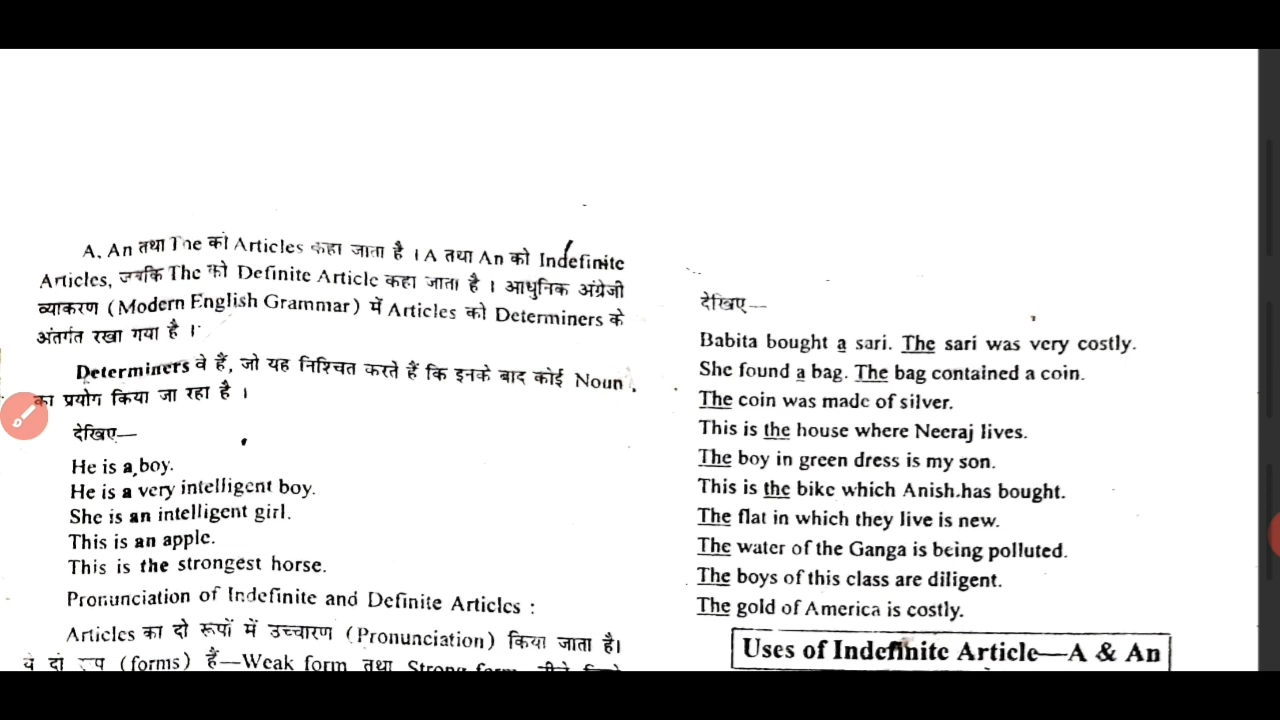 A, An तथा The को Articles कहा जाता है । A तथा An को Indefinite
Articles, जबकि The को Definite Article कहा जाता है । आधुनिक अंग्रेजी
व्याकरण (Modern English Grammar) में Articles को Determiners के
अंतर्गत रखा गया है ।
Determiners वे हैं, जो यह निश्चित करते हैं कि इनके बाद कोई Noun
का प्रयोग किया जा रहा है ।
देखिए—
He is a boy.
He is a very intelligent boy.
She is an intelligent girl.
This is an apple.
This is the strongest horse.
Pronunciation of Indefinite and Definite Articles :
Articles का दो रूपों में उच्चारण (Pronunciation) किया जाता है।
ये दो रूप (forms) हैं—Weak form तथा Strong form
देखिए—
Babita bought a sari. The sari was very costly.
She found a bag. The bag contained a coin.
The coin was made of silver.
This is the house where Neeraj lives.
The boy in green dress is my son.
This is the bike which Anish has bought.
The flat in which they live is new.
The water of the Ganga is being polluted.
The boys of this class are diligent.
The gold of America is costly.
Uses of Indefinite Article—A & An